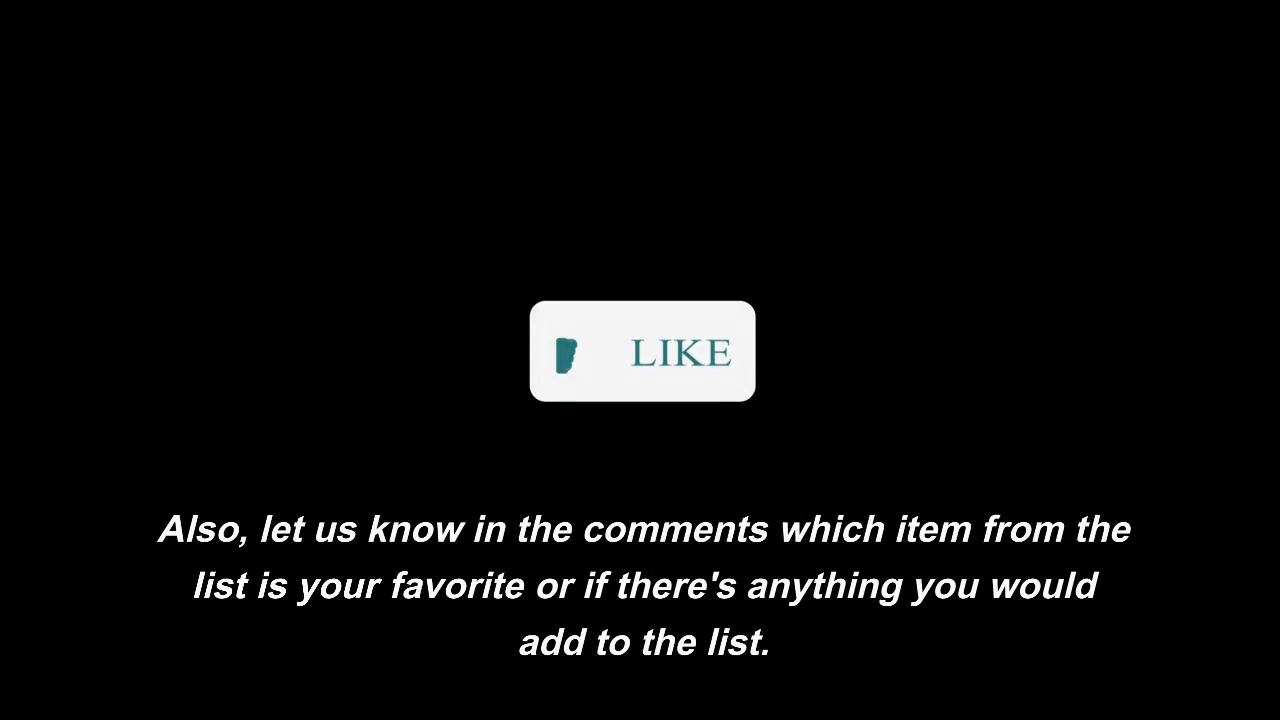 LIKE
Also, let us know in the comments which item from the
list is your favorite or if there's anything you would
add to the list.